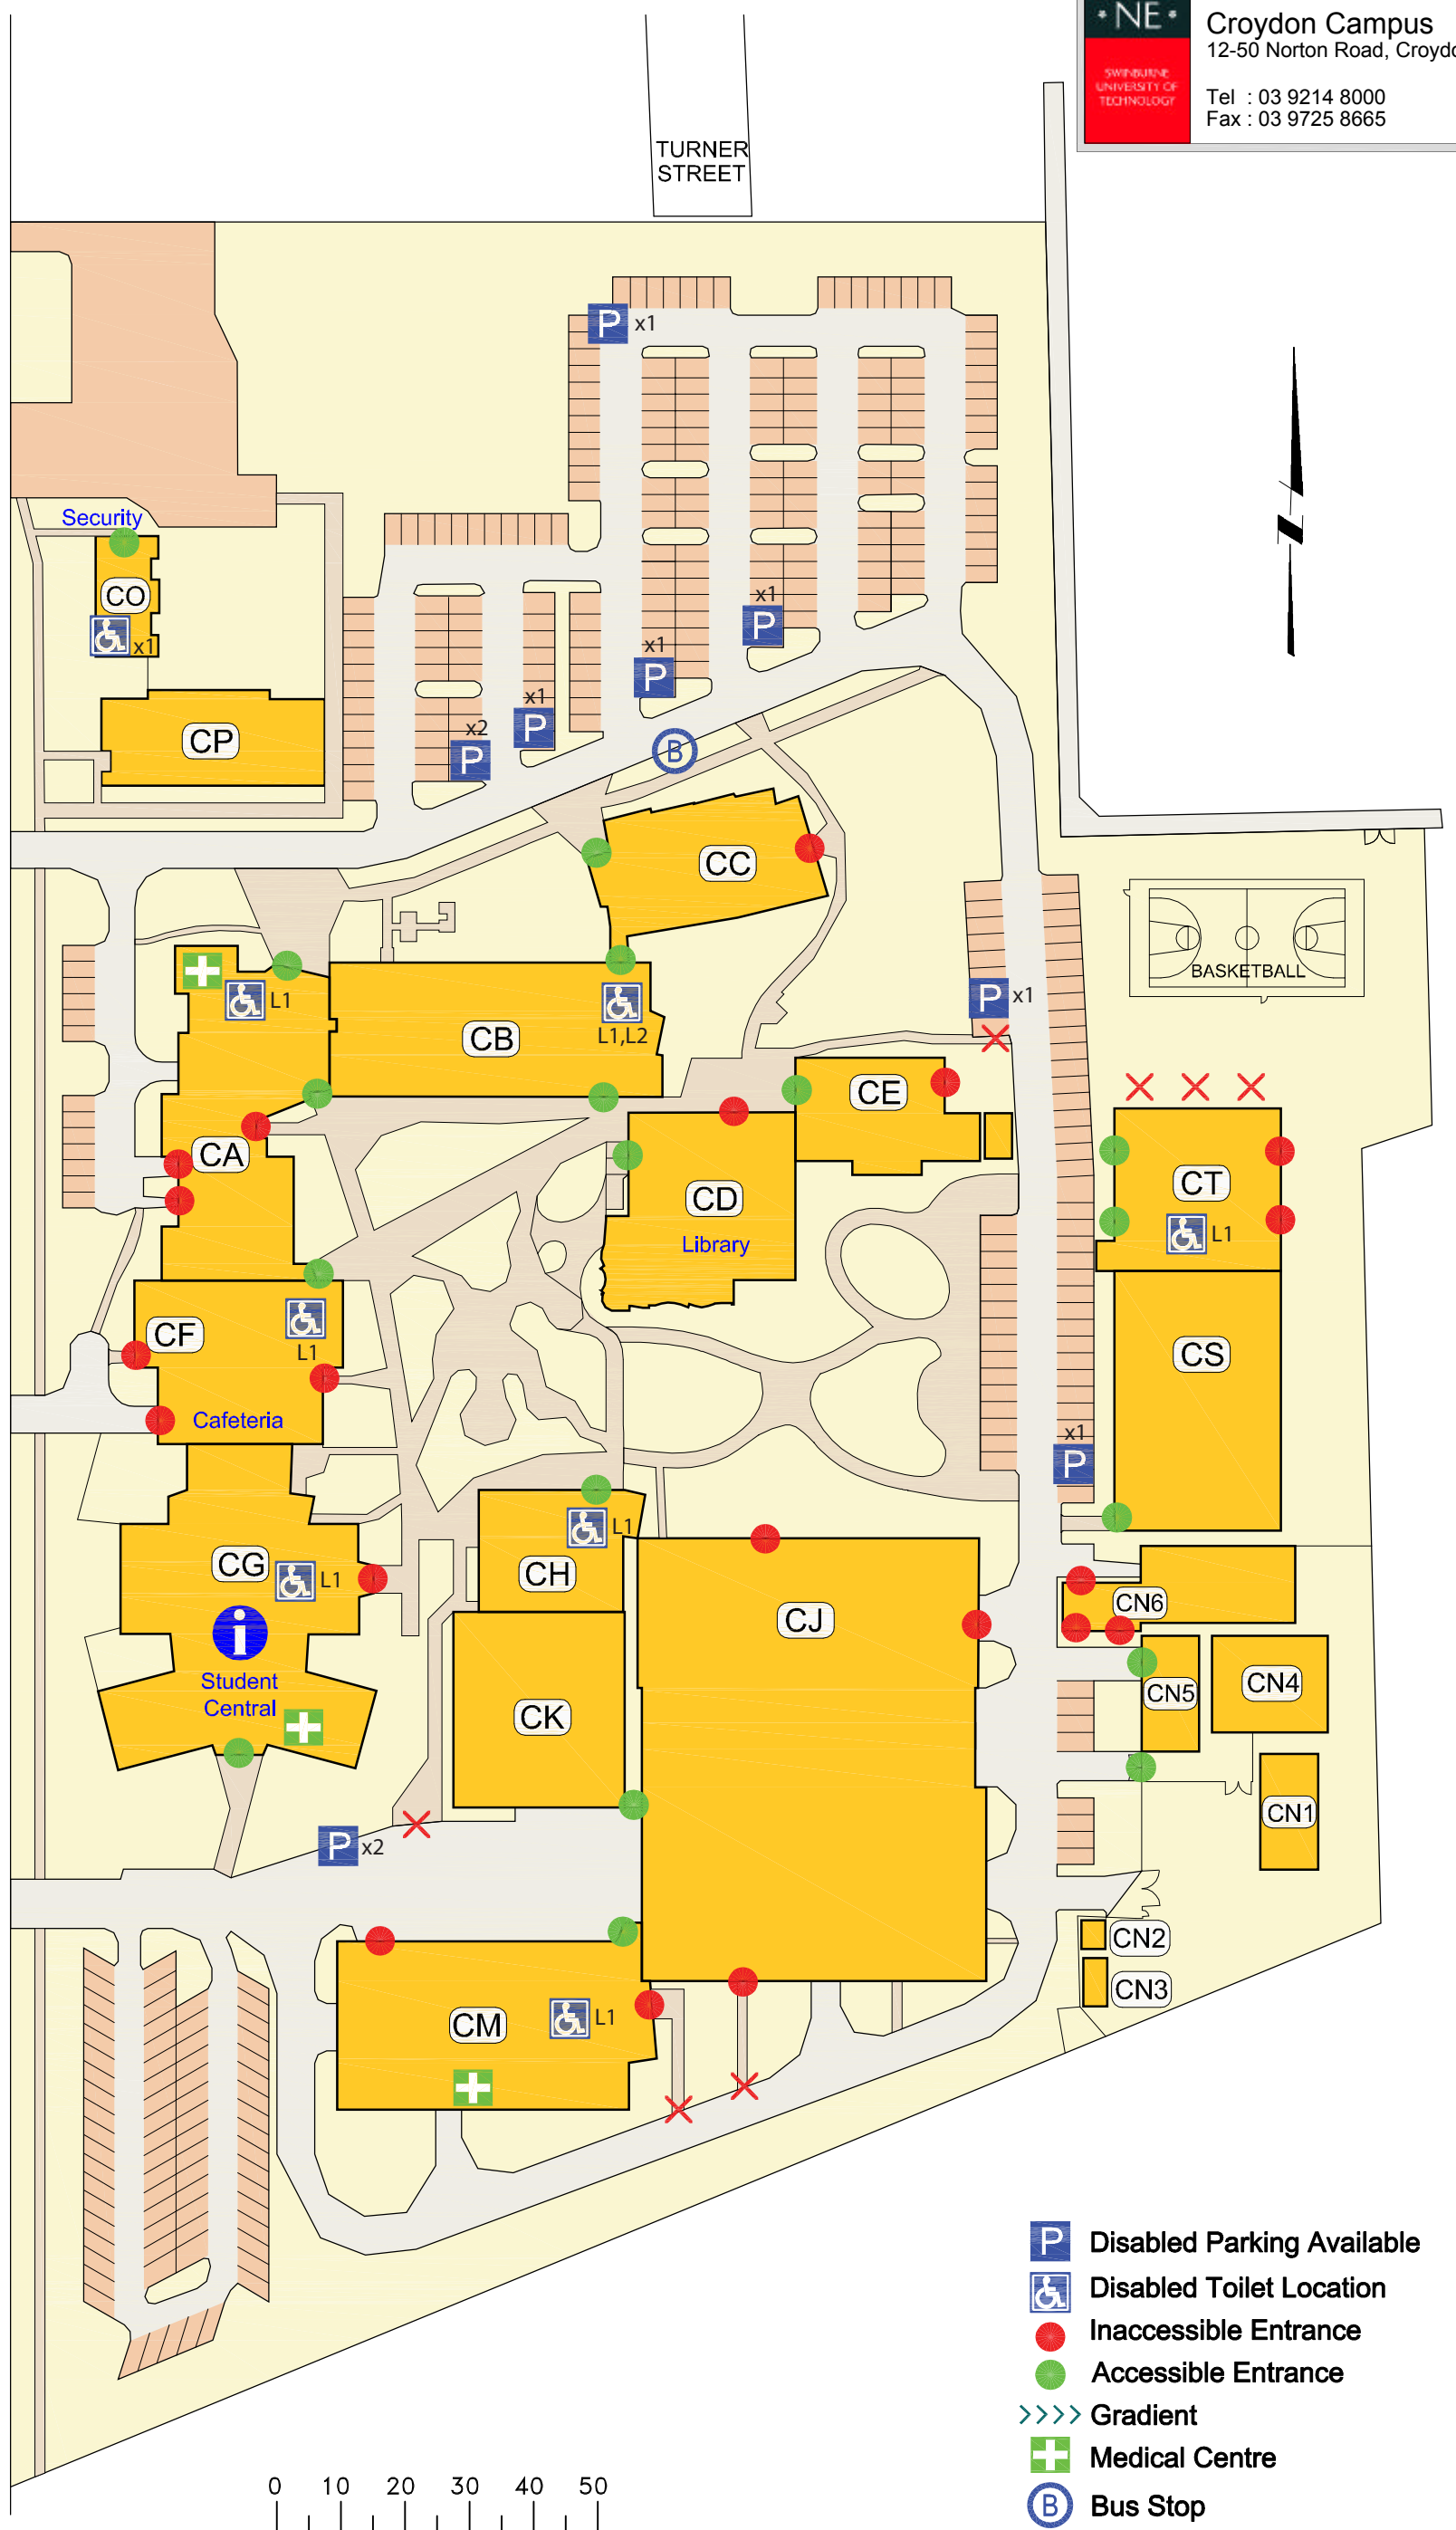 NE
SWINBURNE
UNIVERSITY OF
TECHNOLOGY
Croydon Campus
12-50 Norton Road, Croydo
Tel : 03 9214 8000
Fax : 03 9725 8665
TURNER
STREET
P x1
Security
CO
x1
CP
x1
P
x1
P
x1
P
x2
P
B
CC
L1
CB
L1,L2
P x1
BASKETBALL
CE
CA
CD
Library
CT
L1
CF
L1
Cafeteria
CS
x1
P
L1
CH
CG
L1
i
Student
Central
CJ
CK
CN6
CN5
CN4
CN1
P x2
CN2
CN3
CM
L1
N
P Disabled Parking Available
Disabled Toilet Location
Inaccessible Entrance
Accessible Entrance
>>>> Gradient
Medical Centre
B Bus Stop
0 10 20 30 40 50